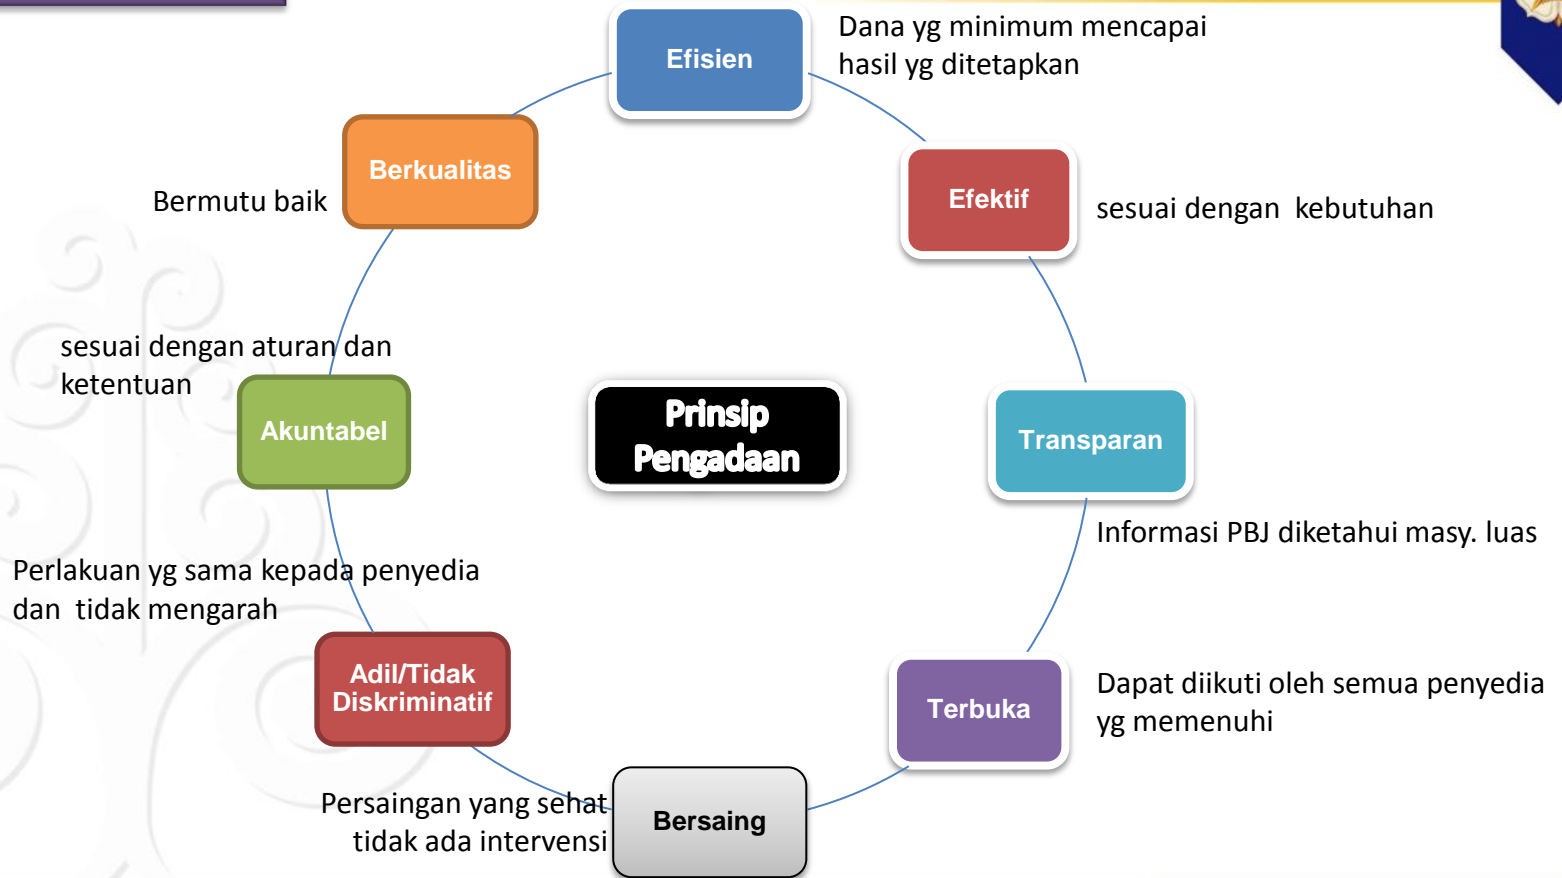 Efisien
Dana yg minimum mencapai
hasil yg ditetapkan
Efektif
sesuai dengan kebutuhan
Transparan
Informasi PBJ diketahui masy. luas
Terbuka
Dapat diikuti oleh semua penyedia
yg memenuhi
Bersaing
Persaingan yang sehat
tidak ada intervensi
Adil/Tidak
Diskriminatif
Perlakuan yg sama kepada penyedia
dan tidak mengarah
Akuntabel
sesuai dengan aturan dan
ketentuan
Berkualitas
Bermutu baik
Prinsip
Pengadaan